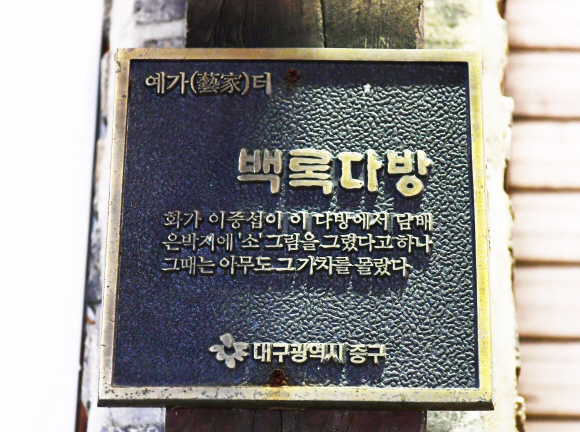 예가(藝家)터
백록다방
화가 이중섭이 이 다방에서 담배
은박지에 '소' 그림을 그렸다고 하나
그때는 아무도 그 가치를 몰랐다
대구광역시 중구